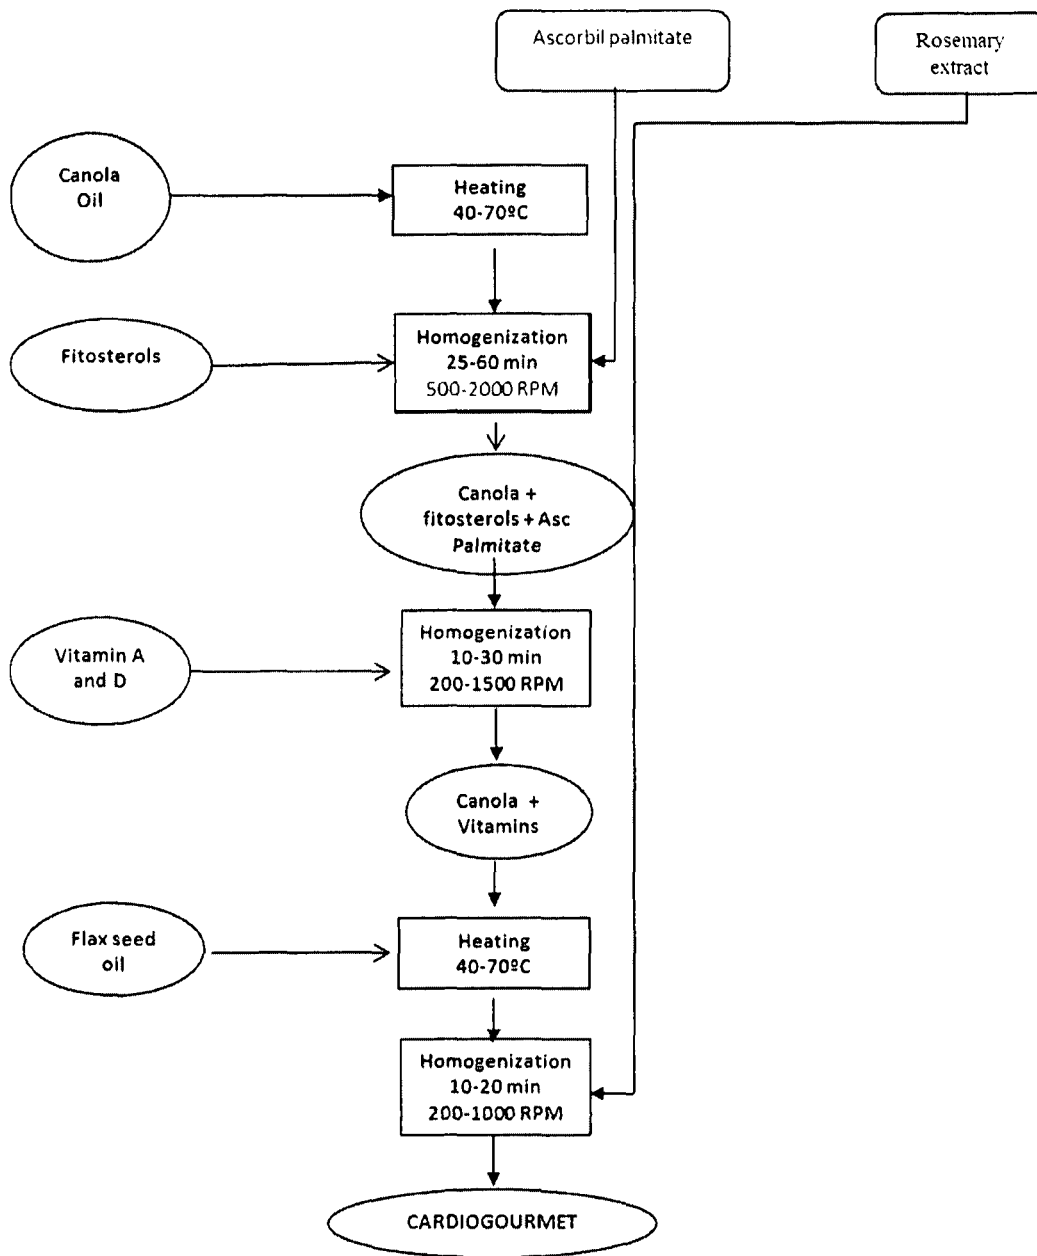 Ascorbil palmitate
Rosemary
extract
Canola
Oil
Heating
40-70ºC
Fitosterols
Homogenization
25-60 min
500-2000 RPM
Canola +
fitosterols + Asc
Palmitate
Vitamin A
and D
Homogenization
10-30 min
200-1500 RPM
Canola +
Vitamins
Flax seed
oil
Heating
40-70ºC
Homogenization
10-20 min
200-1000 RPM
CARDIOGOURMET